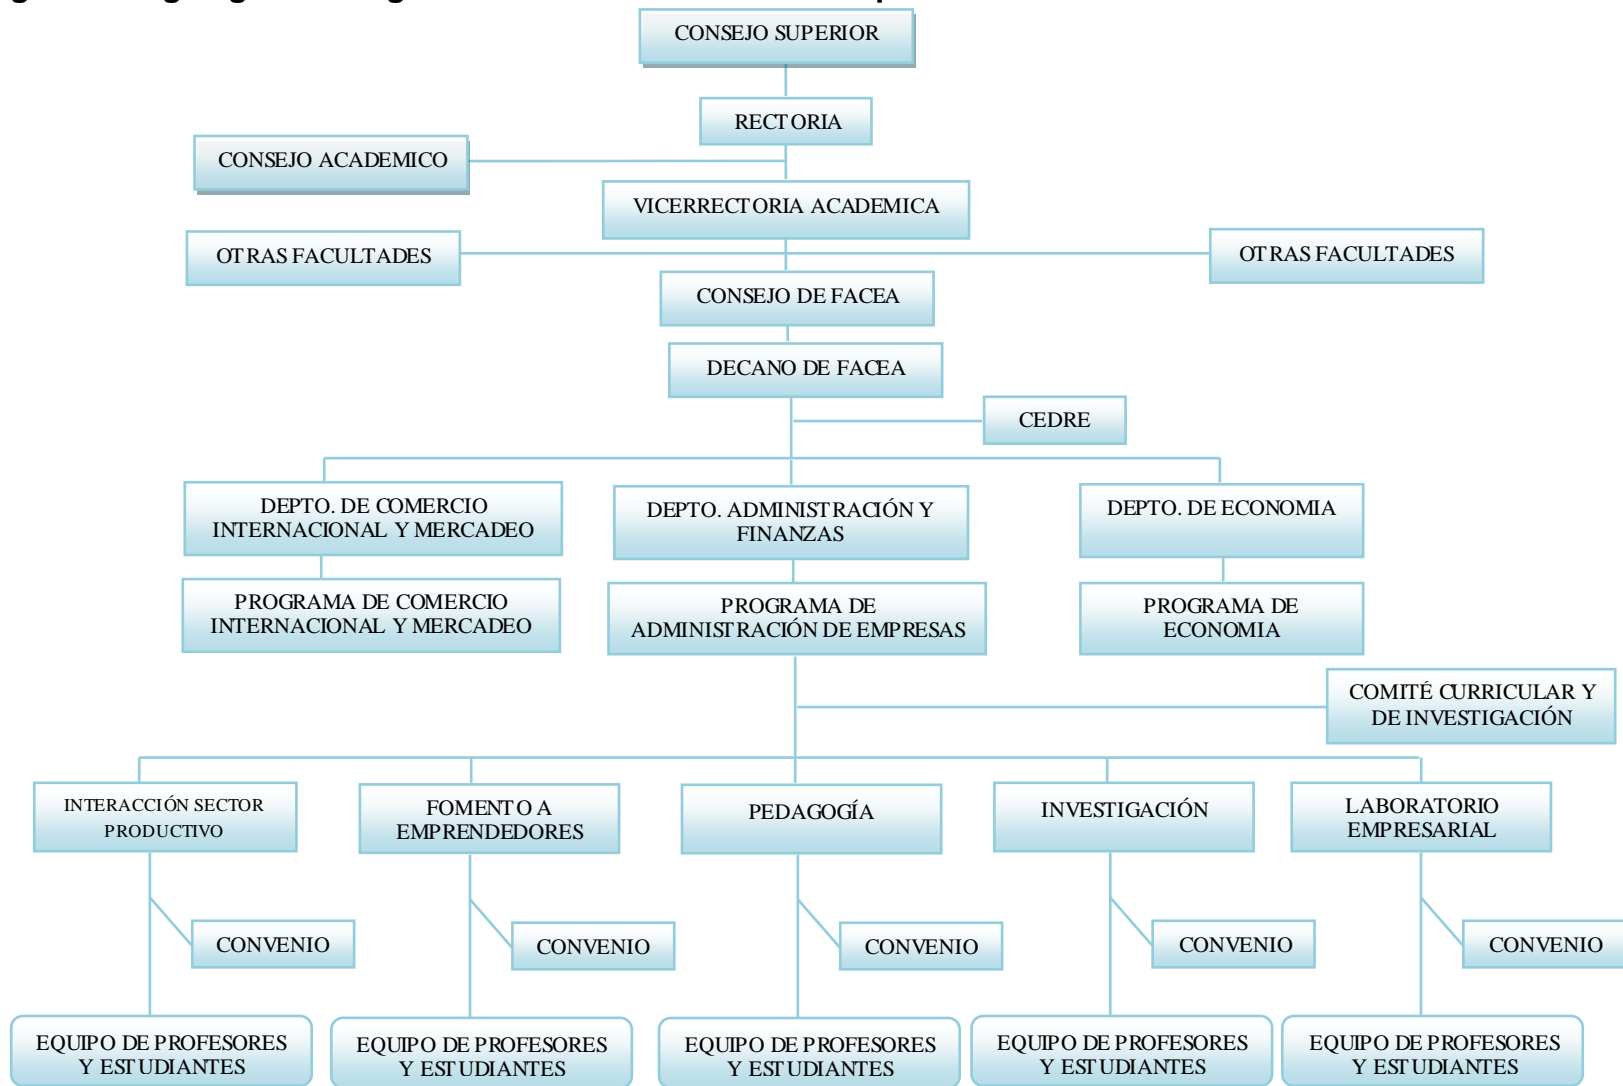 CONSEJO SUPERIOR
RECTORIA
CONSEJO ACADEMICO
VICERRECTORIA ACADEMICA
OTRAS FACULTADES
OTRAS FACULTADES
CONSEJO DE FACEA
DECANO DE FACEA
CEDRE
DEPTO. DE COMERCIO
INTERNACIONAL Y MERCADEO
DEPTO. ADMINISTRACIÓN Y
FINANZAS
DEPTO. DE ECONOMIA
PROGRAMA DE COMERCIO
INTERNACIONAL Y MERCADEO
PROGRAMA DE
ADMINISTRACIÓN DE EMPRESAS
PROGRAMA DE
ECONOMIA
COMITÉ CURRICULAR Y
DE INVESTIGACIÓN
INTERACCIÓN SECTOR
PRODUCTIVO
FOMENTO A
EMPRENDEDORES
PEDAGOGÍA
INVESTIGACIÓN
LABORATORIO
EMPRESARIAL
CONVENIO
CONVENIO
CONVENIO
CONVENIO
CONVENIO
EQUIPO DE PROFESORES
Y ESTUDIANTES
EQUIPO DE PROFESORES
Y ESTUDIANTES
EQUIPO DE PROFESORES
Y ESTUDIANTES
EQUIPO DE PROFESORES
Y ESTUDIANTES
EQUIPO DE PROFESORES
Y ESTUDIANTES